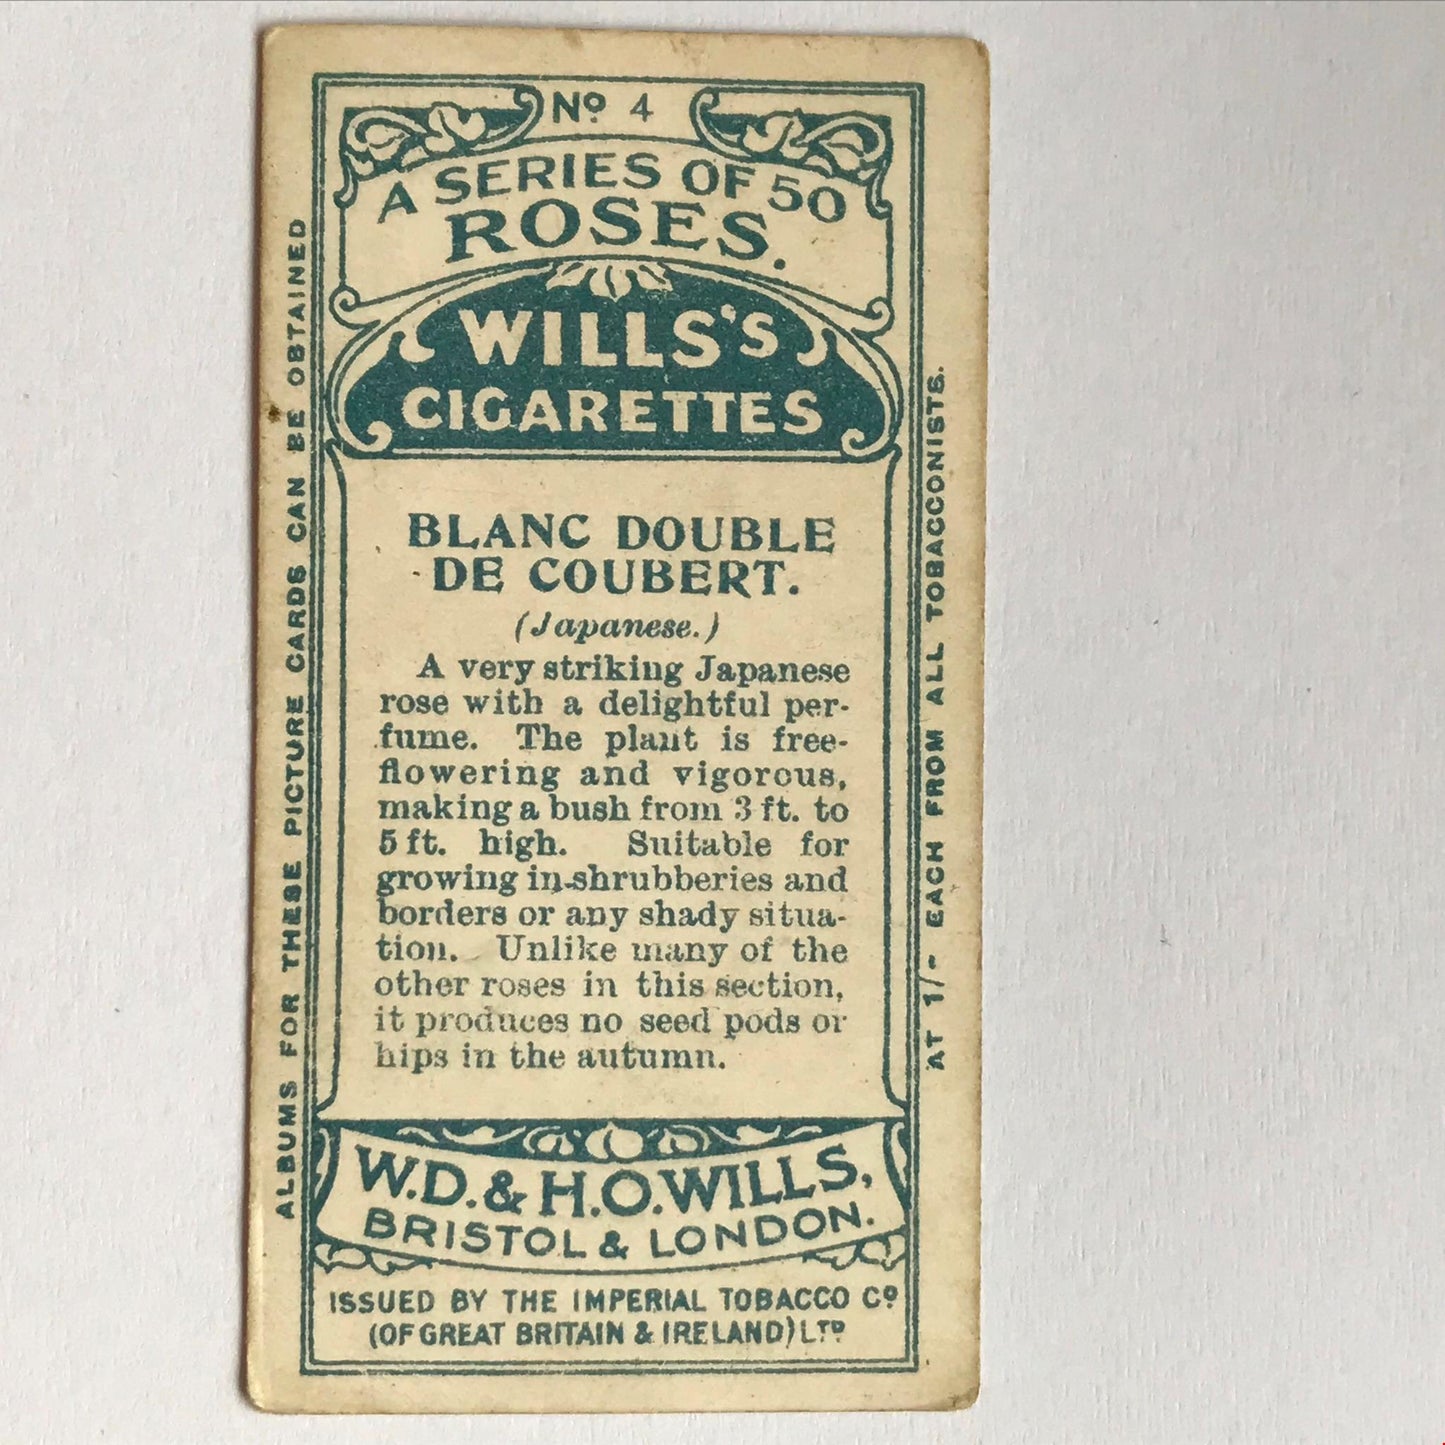 No 4
A SERIES OF 50
ROSES.
WILLS'S
CIGARETTES
BLANC DOUBLE
DE COUBERT.
(Japanese.)
A very striking Japanese
rose with a delightful per-
fume. The plant is free-
flowering and vigorous,
making a bush from 3 ft. to
5 ft. high. Suitable for
growing in shrubberies and
borders or any shady situa-
tion. Unlike many of the
other roses in this section,
it produces no seed pods or
hips in the autumn.
W.D. & H.O. WILLS,
BRISTOL & LONDON.
ISSUED BY THE IMPERIAL TOBACCO Co
(OF GREAT BRITAIN & IRELAND) LTD
ALBUMS FOR THESE PICTURE CARDS CAN BE OBTAINED
AT 1/- EACH FROM ALL TOBACCONISTS.